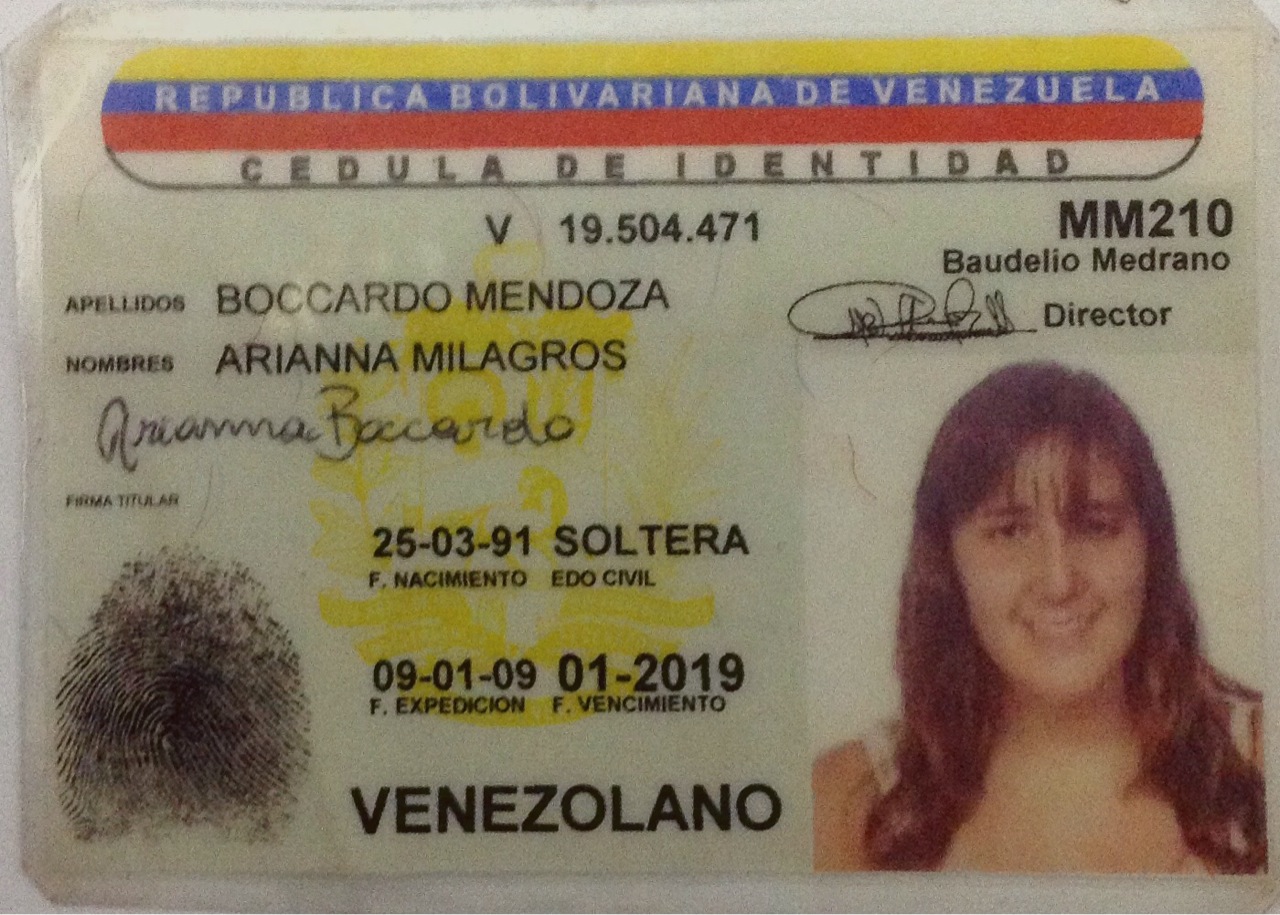 REPUBLICA BOLIVARIANA DE VENEZUELA
CEDULA DE IDENTIDAD
V 19.504.471
MM210
Baudelio Medrano
Director
APELLIDOS BOCCARDO MENDOZA
NOMBRES ARIANNA MILAGROS
Arianna Boccardo
FIRMA TITULAR
25-03-91 SOLTERA
F. NACIMIENTO EDO CIVIL
09-01-09 01-2019
F. EXPEDICION F. VENCIMIENTO
VENEZOLANO